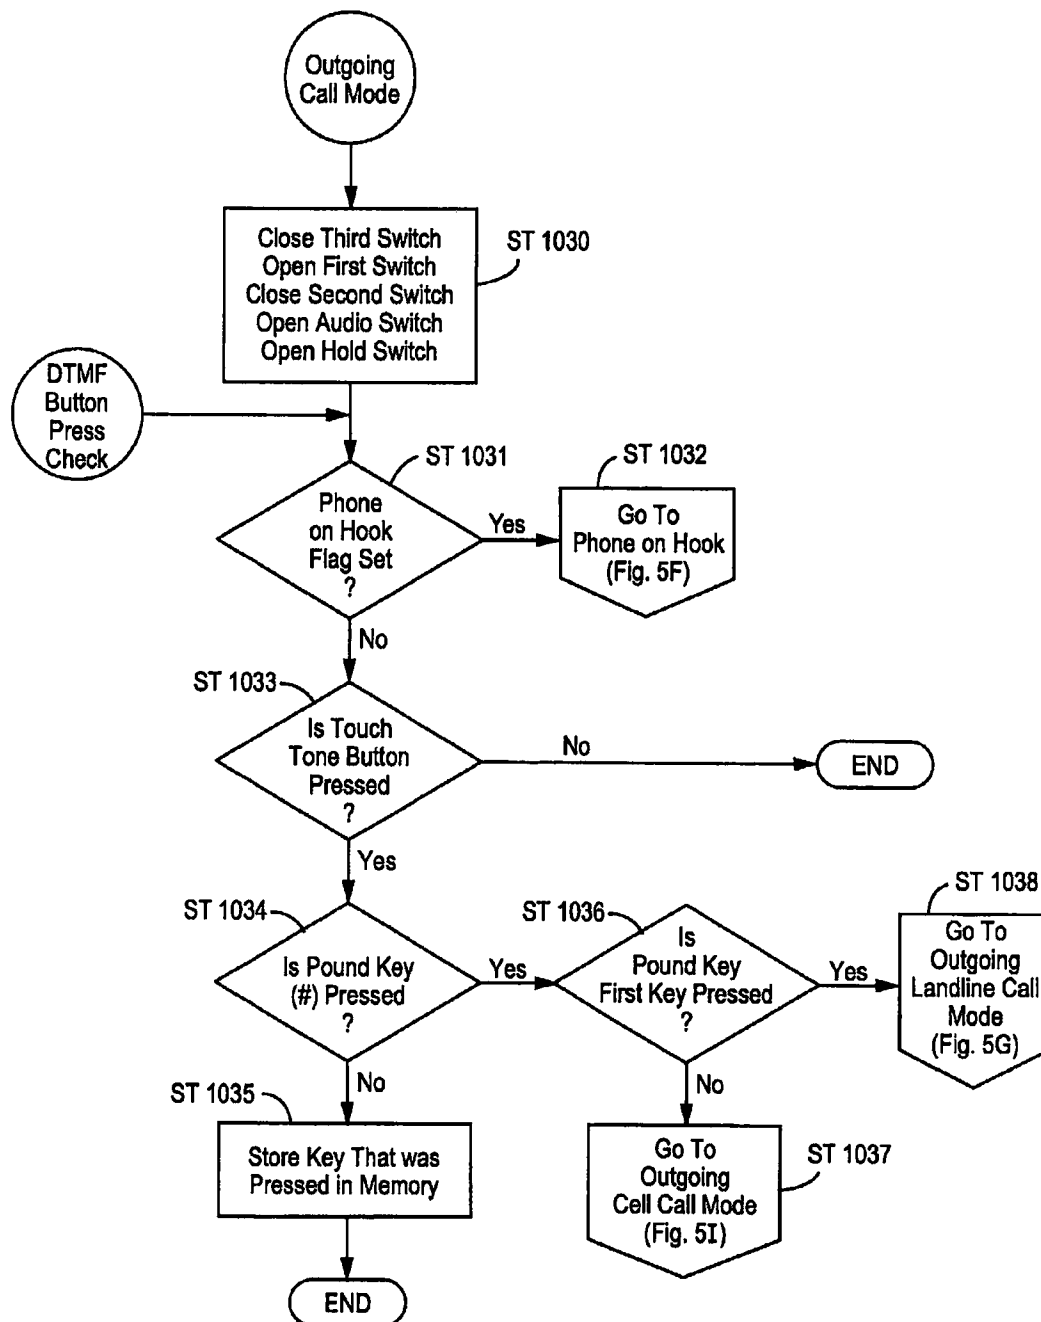 Outgoing
Call Mode
Close Third Switch
Open First Switch
Close Second Switch
Open Audio Switch
Open Hold Switch
ST 1030
DTMF
Button
Press
Check
ST 1031
Phone
on Hook
Flag Set
?
Yes
ST 1032
Go To
Phone on Hook
(Fig. 5F)
No
ST 1033
Is Touch
Tone Button
Pressed
?
No
END
Yes
ST 1034
Is Pound Key
(#) Pressed
?
Yes
ST 1036
Is
Pound Key
First Key Pressed
?
Yes
ST 1038
Go To
Outgoing
Landline Call
Mode
(Fig. 5G)
No
ST 1035
Store Key That was
Pressed in Memory
END
No
Go To
Outgoing
Cell Call Mode
(Fig. 5I)
ST 1037